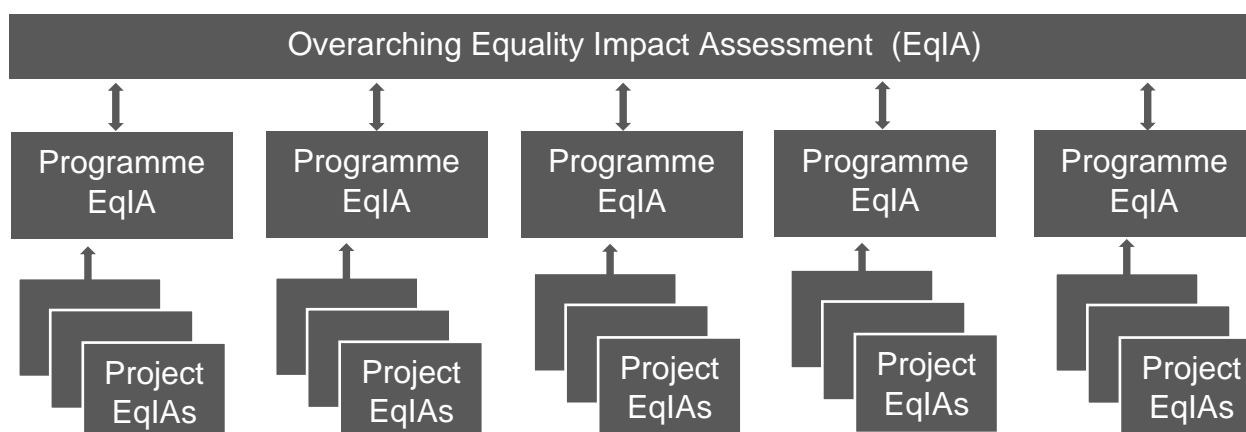 Overarching Equality Impact Assessment (EqIA)
Programme
EqIA
Programme
EqIA
Programme
EqIA
Programme
EqIA
Programme
EqIA
Project
EqIAs
Project
EqIAs
Project
EqIAs
Project
EqIAs
Project
EqIAs